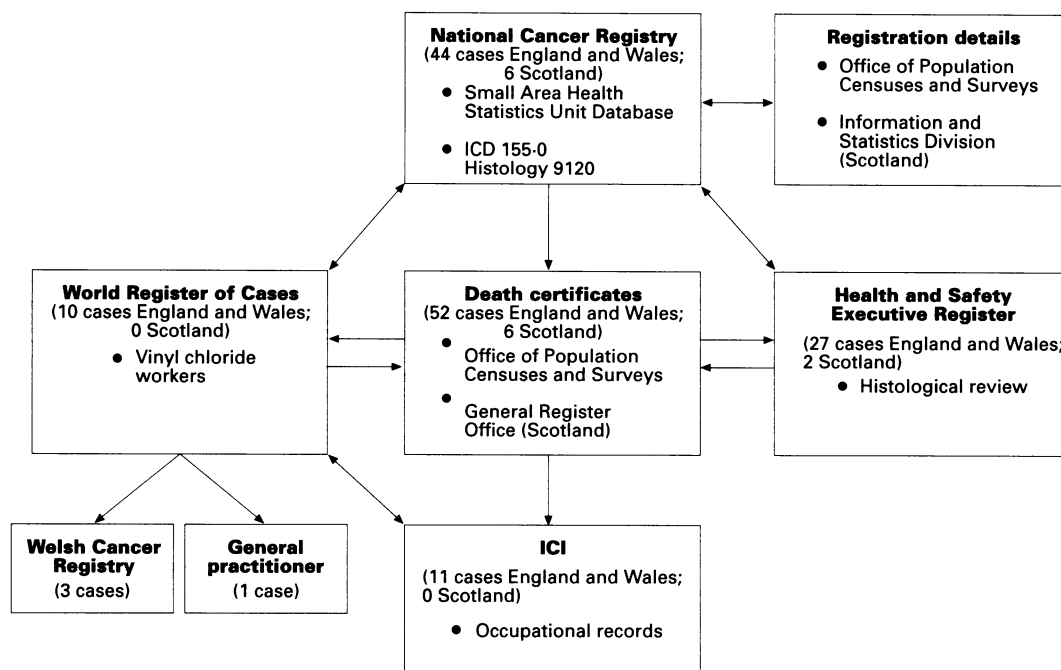 National Cancer Registry
(44 cases England and Wales;
6 Scotland)
• Small Area Health
Statistics Unit Database
• ICD 155·0
Histology 9120
Registration details
• Office of Population
Censuses and Surveys
• Information and
Statistics Division
(Scotland)
World Register of Cases
(10 cases England and Wales;
0 Scotland)
• Vinyl chloride
workers
Death certificates
(52 cases England and Wales;
6 Scotland)
• Office of Population
Censuses and Surveys
• General Register
Office (Scotland)
Health and Safety
Executive Register
(27 cases England and Wales;
2 Scotland)
• Histological review
Welsh Cancer
Registry
(3 cases)
General
practitioner
(1 case)
ICI
(11 cases England and Wales;
0 Scotland)
• Occupational records